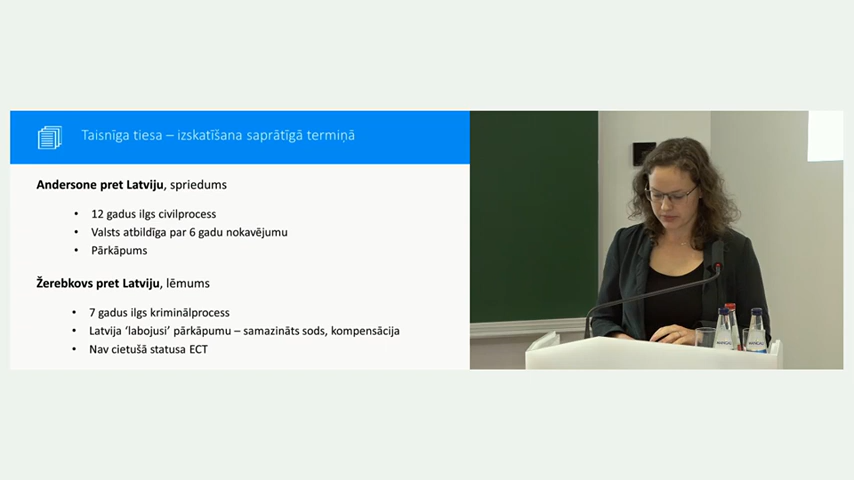 Taisnīga tiesa – izskatīšana saprātīgā termiņā
Andersone pret Latviju, spriedums
• 12 gadus ilgs civilprocess
• Valsts atbildīga par 6 gadu nokavējumu
• Pārkāpums
Žerebkovs pret Latviju, lēmums
• 7 gadus ilgs kriminālprocess
• Latvija ‘labojusi’ pārkāpumu – samazināts sods, kompensācija
• Nav cietušā statusa ECT